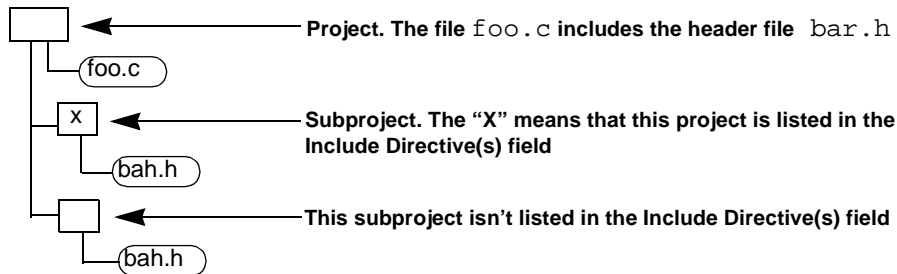 Project. The file foo.c includes the header file bar.h
foo.c
x
Subproject. The “X” means that this project is listed in the
Include Directive(s) field
bah.h
This subproject isn’t listed in the Include Directive(s) field
bah.h